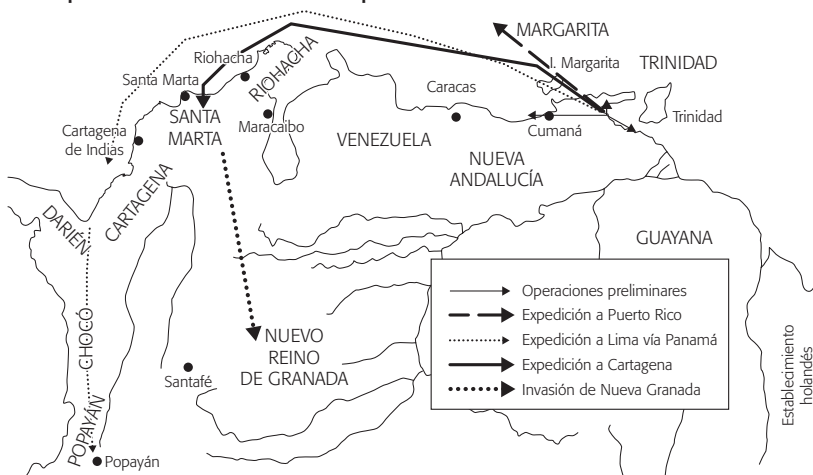 MARGARITA
I. Margarita
TRINIDAD
Riohacha
RIOHACHA
Santa Marta
SANTA
MARTA
Maracaibo
Caracas
Cumaná
Trinidad
Cartagena
de Indias
VENEZUELA
NUEVA
ANDALUCÍA
CARTAGENA
DARIÉN
GUAYANA
CHOCÓ
NUEVO
REINO
DE GRANADA
Santafé
POPAYÁN
Popayán
Operaciones preliminares
Expedición a Puerto Rico
Expedición a Lima vía Panamá
Expedición a Cartagena
Invasión de Nueva Granada
Establecimiento
holandés